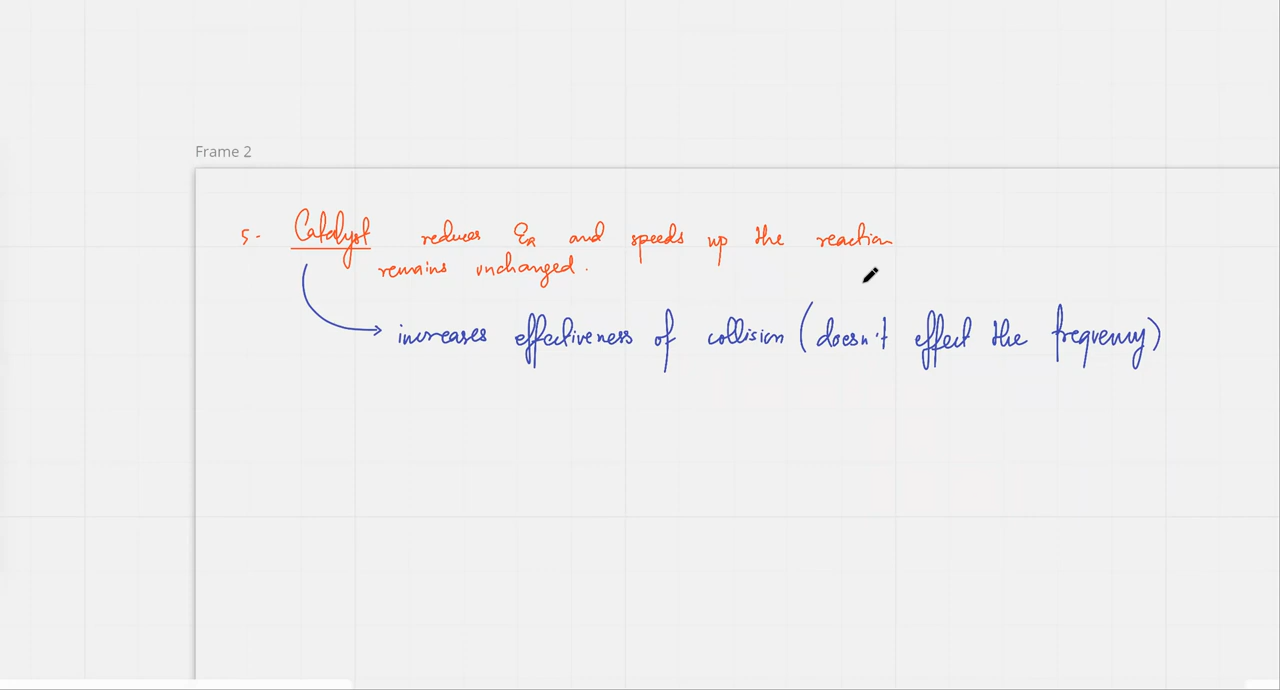 Frame 2
5. Catalyst reduces EA and speeds up the reaction
remains unchanged.
increases effectiveness of collision (doesn't effect the frequency)